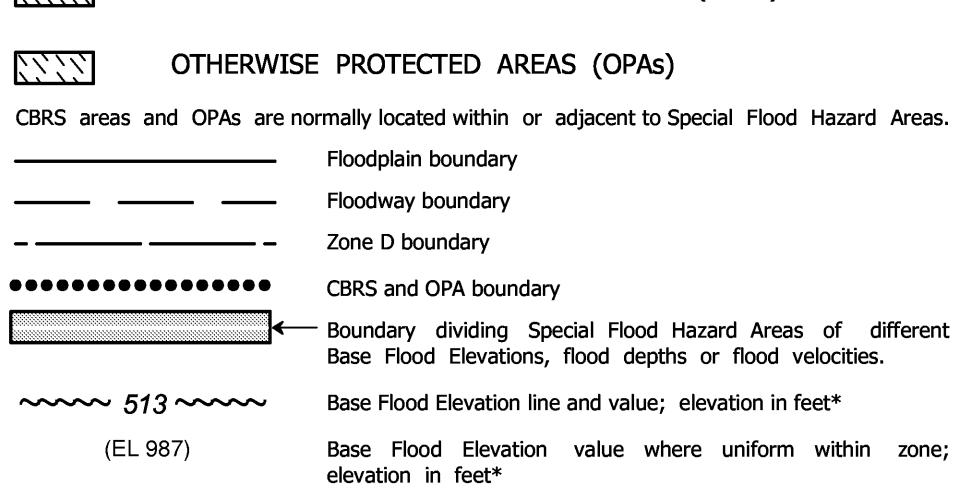 OTHERWISE PROTECTED AREAS (OPAs)
CBRS areas and OPAs are normally located within or adjacent to Special Flood Hazard Areas.
Floodplain boundary
Floodway boundary
Zone D boundary
CBRS and OPA boundary
Boundary dividing Special Flood Hazard Areas of different
Base Flood Elevations, flood depths or flood velocities.
513 Base Flood Elevation line and value; elevation in feet*
(EL 987) Base Flood Elevation value where uniform within zone;
elevation in feet*